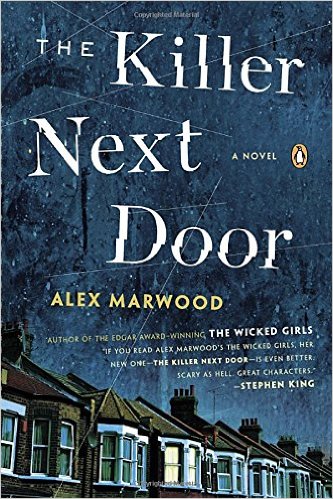 THE Killer
Next
A NOVEL
Door
ALEX MARWOOD
AUTHOR OF THE EDGAR AWARD–WINNING THE WICKED GIRLS
"IF YOU READ ALEX MARWOOD'S THE WICKED GIRLS, HER
NEW ONE—THE KILLER NEXT DOOR—IS EVEN BETTER.
SCARY AS HELL. GREAT CHARACTERS."
—STEPHEN KING